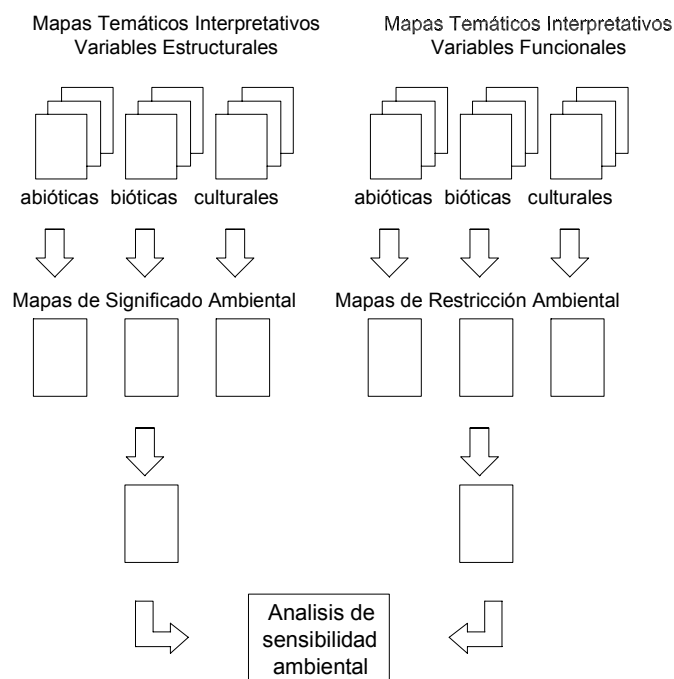 Mapas Temáticos Interpretativos
Variables Estructurales
Mapas Temáticos Interpretativos
Variables Funcionales
abióticas bióticas culturales
abióticas bióticas culturales
Mapas de Significado Ambiental
Mapas de Restricción Ambiental
Analisis de
sensibilidad
ambiental